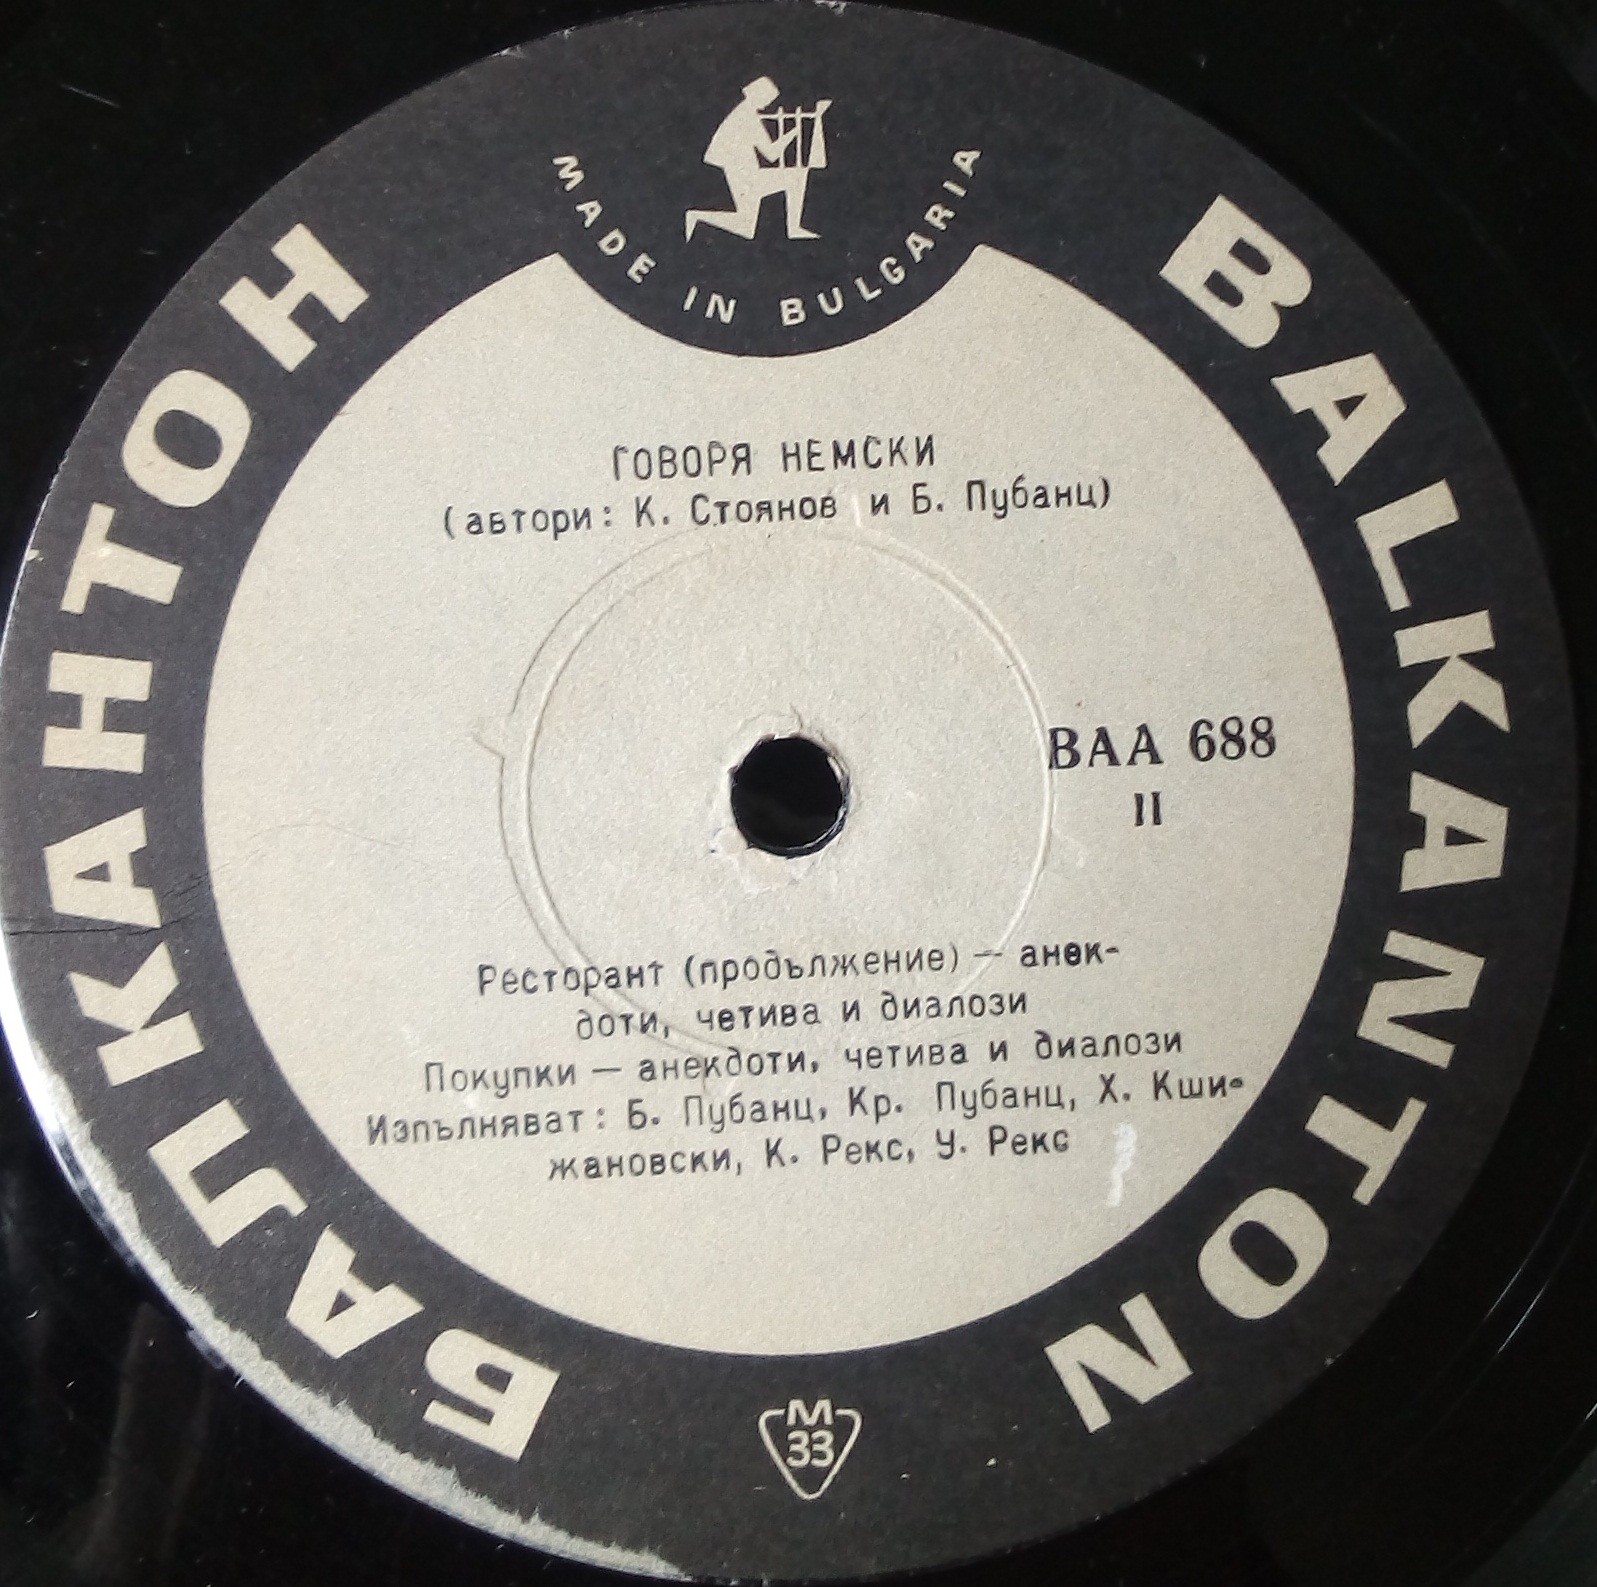 MADE IN BULGARIA
БАЛКАНТОН
BALKANTON
ГОВОРЯ НЕМСКИ
(автори: К. Стоянов и Б. Пубанц)
ВАА 688
II
Ресторант (продължение) — анек-
доти, четива и диалози
Покупки — анекдоти, четива и диалози
Изпълняват: Б. Пубанц, Кр. Пубанц, Х. Кши-
жановски, К. Рекс, У. Рекс
М
33